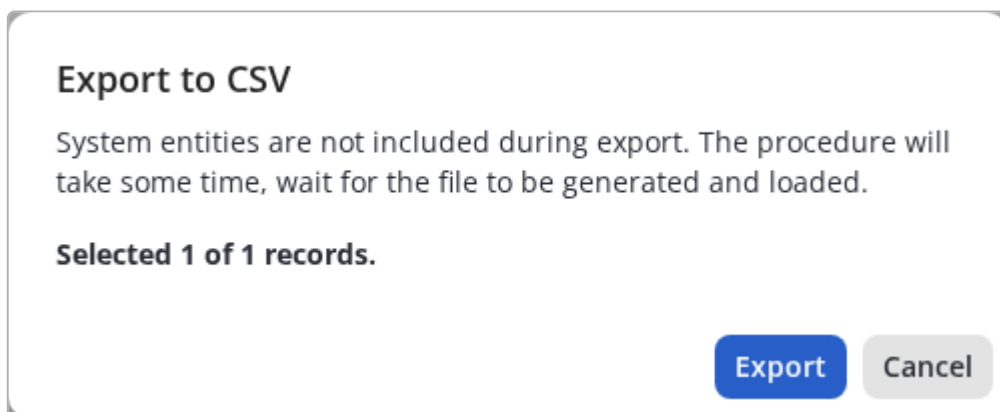 Export to CSV
System entities are not included during export. The procedure will
take some time, wait for the file to be generated and loaded.
Selected 1 of 1 records.
Export Cancel